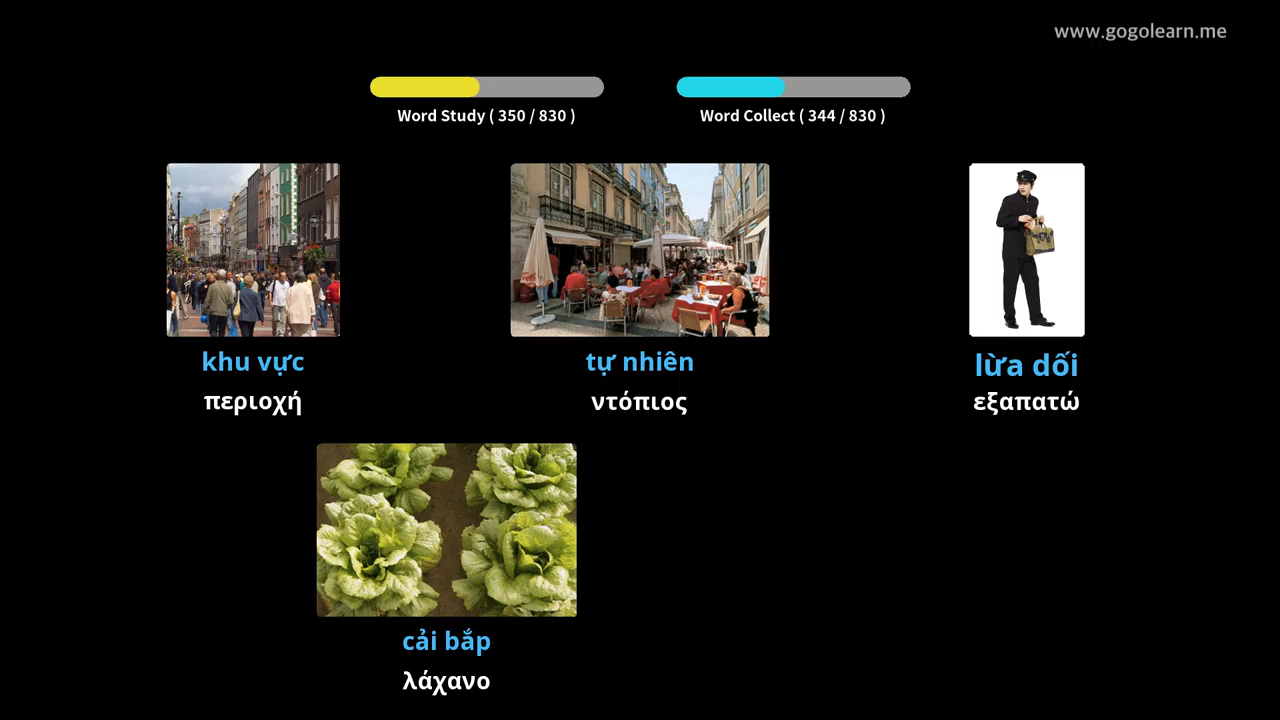 www.gogolearn.me
Word Study ( 350 / 830 )
Word Collect ( 344 / 830 )
khu vực
περιοχή
tự nhiên
ντόπιος
lừa dối
εξαπατώ
cải bắp
λάχανο